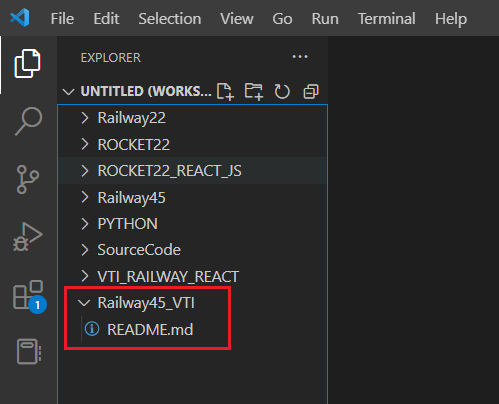 File Edit Selection View Go Run Terminal Help
EXPLORER ...
UNTITLED (WORKS...
Railway22
ROCKET22
ROCKET22_REACT_JS
Railway45
PYTHON
SourceCode
VTI_RAILWAY_REACT
1
Railway45_VTI
README.md